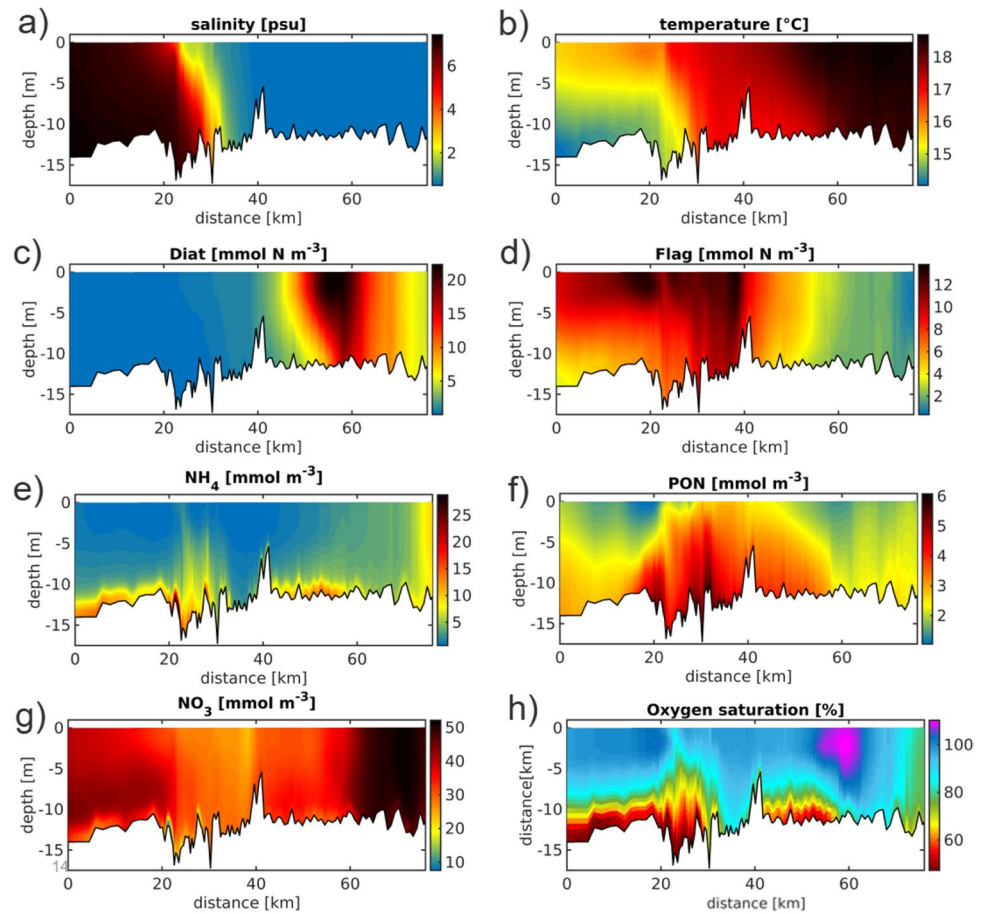 a) salinity [psu]
depth [m]
0
-5
-10
-15
0 20 40 60
distance [km]
6
4
2
b) temperature [°C]
depth [m]
0
-5
-10
-15
0 20 40 60
distance [km]
18
17
16
15
c) Diat [mmol N m-3]
depth [m]
0
-5
-10
-15
0 20 40 60
distance [km]
20
15
10
5
d) Flag [mmol N m-3]
depth [m]
0
-5
-10
-15
0 20 40 60
distance [km]
12
10
8
6
4
2
e) NH4 [mmol m-3]
depth [m]
0
-5
-10
-15
0 20 40 60
distance [km]
25
20
15
10
5
f) PON [mmol m-3]
depth [m]
0
-5
-10
-15
0 20 40 60
distance [km]
6
5
4
3
2
g) NO3 [mmol m-3]
depth [m]
0
-5
-10
-15
14
0 20 40 60
distance [km]
50
40
30
20
10
h) Oxygen saturation [%]
distance[km]
0
-5
-10
-15
0 20 40 60
distance [km]
100
80
60